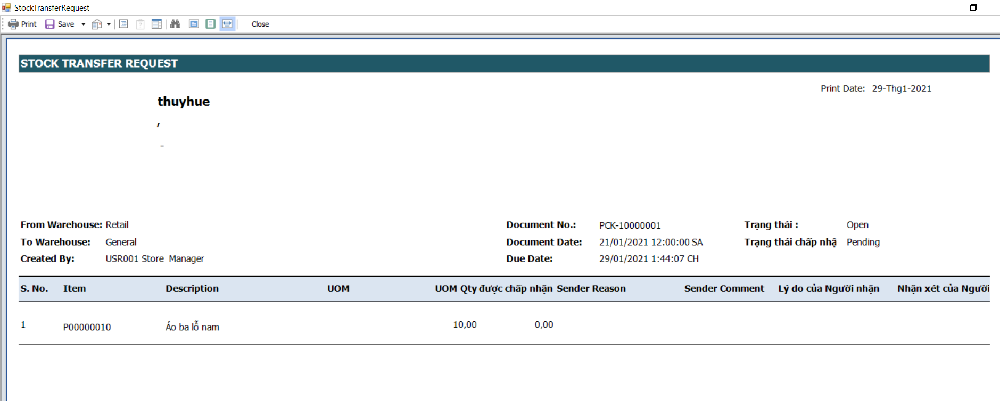 StockTransferRequest
Print Save Close
STOCK TRANSFER REQUEST
Print Date: 29-Thg1-2021
thuyhue
,
-
From Warehouse: Retail Document No.: PCK-10000001 Trạng thái : Open
To Warehouse: General Document Date: 21/01/2021 12:00:00 SA Trạng thái chấp nhậ Pending
Created By: USR001 Store Manager Due Date: 29/01/2021 1:44:07 CH
S. No. Item Description UOM UOM Qty được chấp nhận Sender Reason Sender Comment Lý do của Người nhận Nhận xét của Người
1 P00000010 Áo ba lỗ nam 10,00 0,00